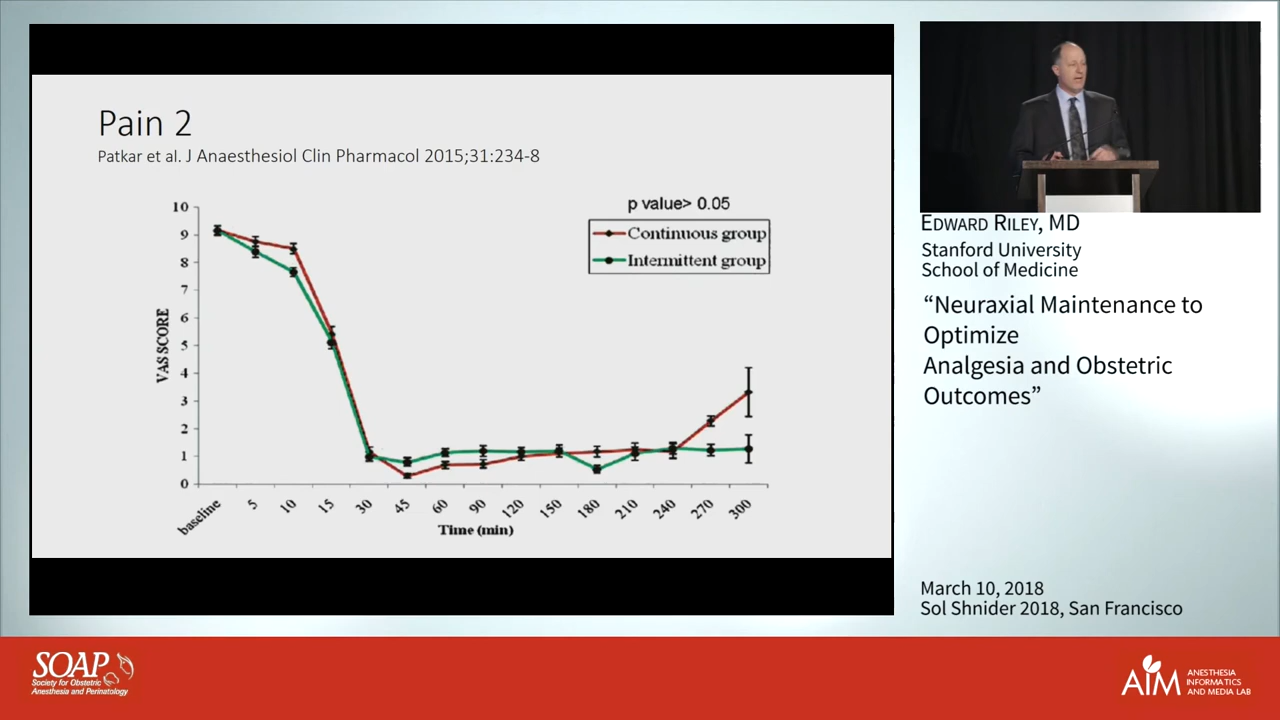 Pain 2
Patkar et al. J Anaesthesiol Clin Pharmacol 2015;31:234-8
p value> 0.05
Continuous group
Intermittent group
VAS SCORE
10
9
8
7
6
5
4
3
2
1
0
baseline 5 10 15 30 45 60 90 120 150 180 210 240 270 300
Time (min)
EDWARD RILEY, MD
Stanford University
School of Medicine
“Neuraxial Maintenance to
Optimize
Analgesia and Obstetric
Outcomes”
March 10, 2018
Sol Shnider 2018, San Francisco
SOAP
Society for Obstetric
Anesthesia and Perinatology
AIM
ANESTHESIA
INFORMATICS
AND MEDIA LAB